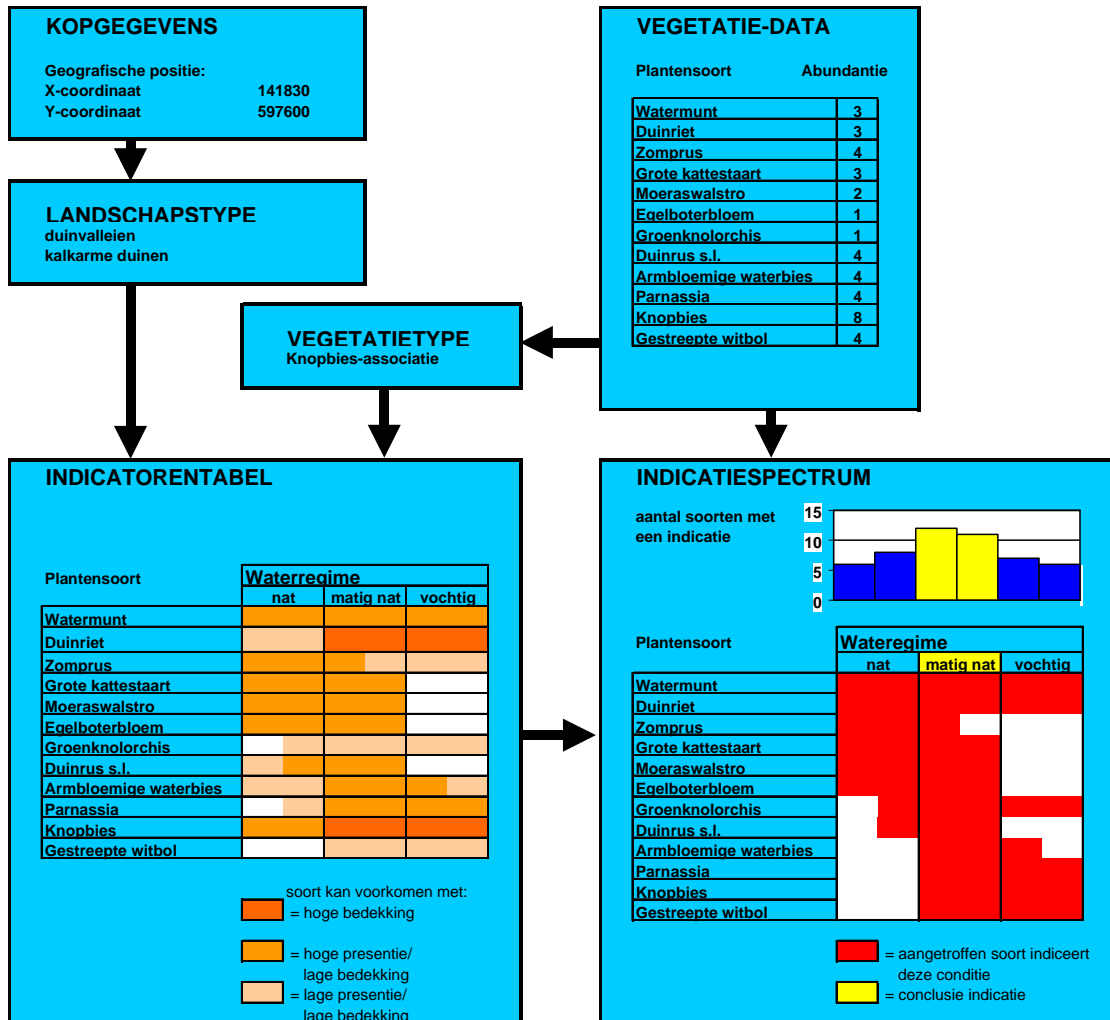 KOPGEGEVENS
Geografische positie:
X-coordinaat 141830
Y-coordinaat 597600
LANDSCHAPSTYPE
duinvalleien
kalkarme duinen
VEGETATIETYPE
Knopbies-associatie
VEGETATIE-DATA
Plantensoort Abundantie
Watermunt 3
Duinriet 3
Zomprus 4
Grote kattestaart 3
Moeraswalstro 2
Egelboterbloem 1
Groenknolorchis 1
Duinrus s.l. 4
Armbloemige waterbies 4
Parnassia 4
Knopbies 8
Gestreepte witbol 4
INDICATORENTABEL
Plantensoort Waterregime
nat matig nat vochtig
Watermunt
Duinriet
Zomprus
Grote kattestaart
Moeraswalstro
Egelboterbloem
Groenknolorchis
Duinrus s.l.
Armbloemige waterbies
Parnassia
Knopbies
Gestreepte witbol
soort kan voorkomen met:
= hoge bedekking
= hoge presentie/
lage bedekking
= lage presentie/
lage bedekking
INDICATIESPECTRUM
aantal soorten met
een indicatie
15
10
5
0
Plantensoort Wateregime
nat matig nat vochtig
Watermunt
Duinriet
Zomprus
Grote kattestaart
Moeraswalstro
Egelboterbloem
Groenknolorchis
Duinrus s.l.
Armbloemige waterbies
Parnassia
Knopbies
Gestreepte witbol
= aangetroffen soort indiceert
deze conditie
= conclusie indicatie